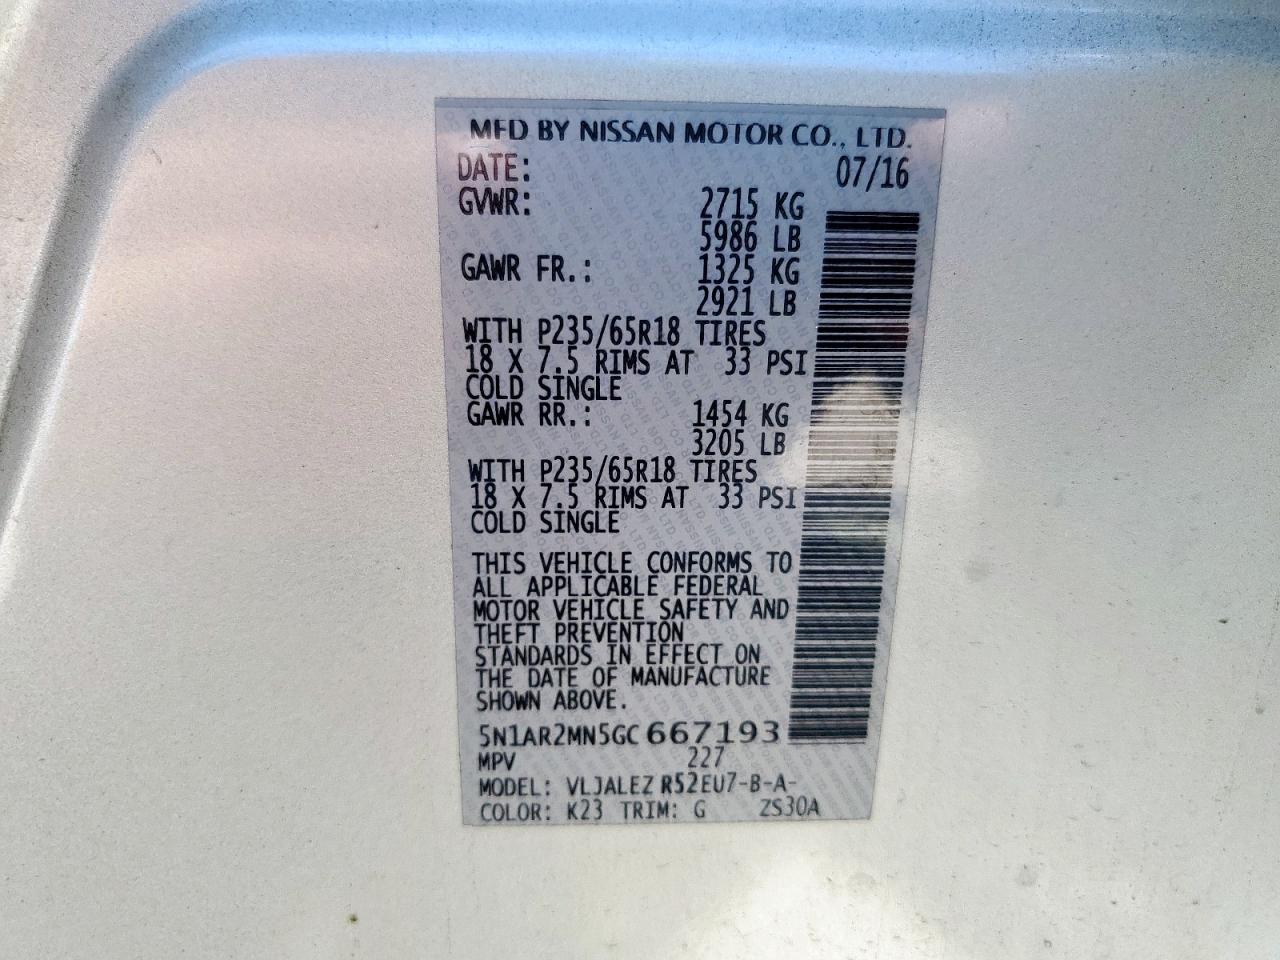 MFD BY NISSAN MOTOR CO., LTD.
DATE: 07/16
GVWR: 2715 KG
5986 LB
GAWR FR.: 1325 KG
2921 LB
WITH P235/65R18 TIRES
18 X 7.5 RIMS AT 33 PSI
COLD SINGLE
GAWR RR.: 1454 KG
3205 LB
WITH P235/65R18 TIRES
18 X 7.5 RIMS AT 33 PSI
COLD SINGLE
THIS VEHICLE CONFORMS TO
ALL APPLICABLE FEDERAL
MOTOR VEHICLE SAFETY AND
THEFT PREVENTION
STANDARDS IN EFFECT ON
THE DATE OF MANUFACTURE
SHOWN ABOVE.
5N1AR2MN5GC667193
MPV 227
MODEL: VLJALEZ R52EU7-B-A-
COLOR: K23 TRIM: G ZS30A